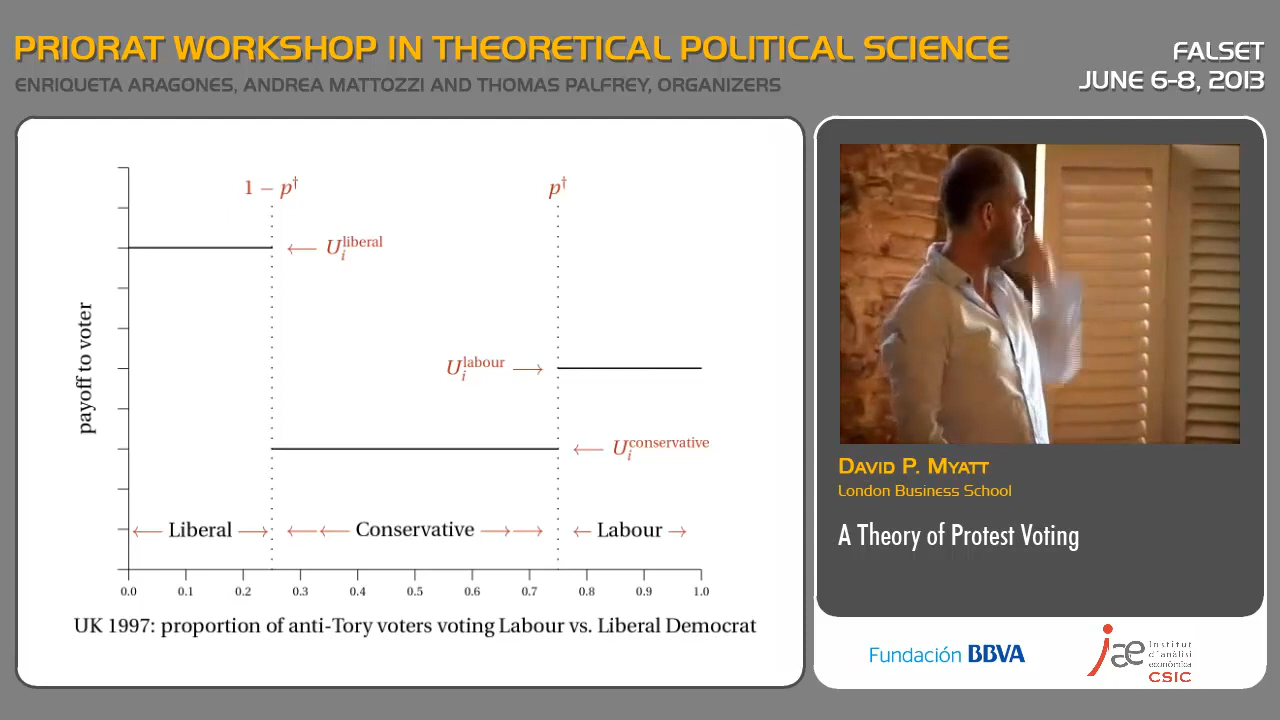 PRIORAT WORKSHOP IN THEORETICAL POLITICAL SCIENCE
ENRIQUETA ARAGONES, ANDREA MATTOZZI AND THOMAS PALFREY, ORGANIZERS
FALSET
JUNE 6-8, 2013
1 − p†
p†
U_i^liberal
U_i^labour
U_i^conservative
payoff to voter
Liberal
Conservative
Labour
0.0 0.1 0.2 0.3 0.4 0.5 0.6 0.7 0.8 0.9 1.0
UK 1997: proportion of anti-Tory voters voting Labour vs. Liberal Democrat
DAVID P. MYATT
London Business School
A Theory of Protest Voting
Fundación BBVA
iae
Institut
d'anàlisi
econòmica
CSIC